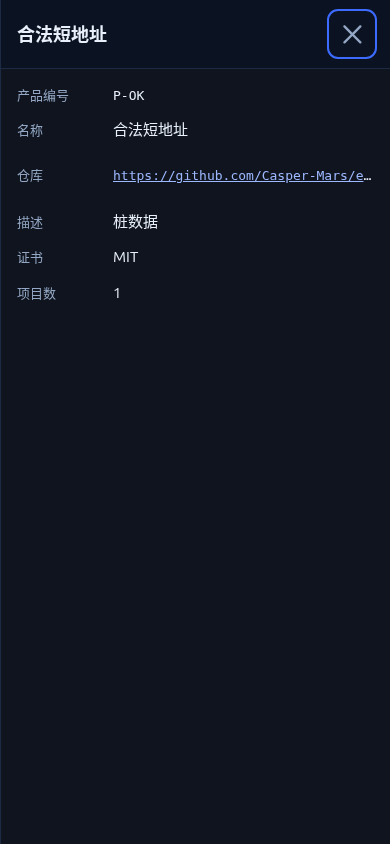 合法短地址
产品编号 P-OK
名称 合法短地址
仓库 https://github.com/Casper-Mars/e…
描述 桩数据
证书 MIT
项目数 1